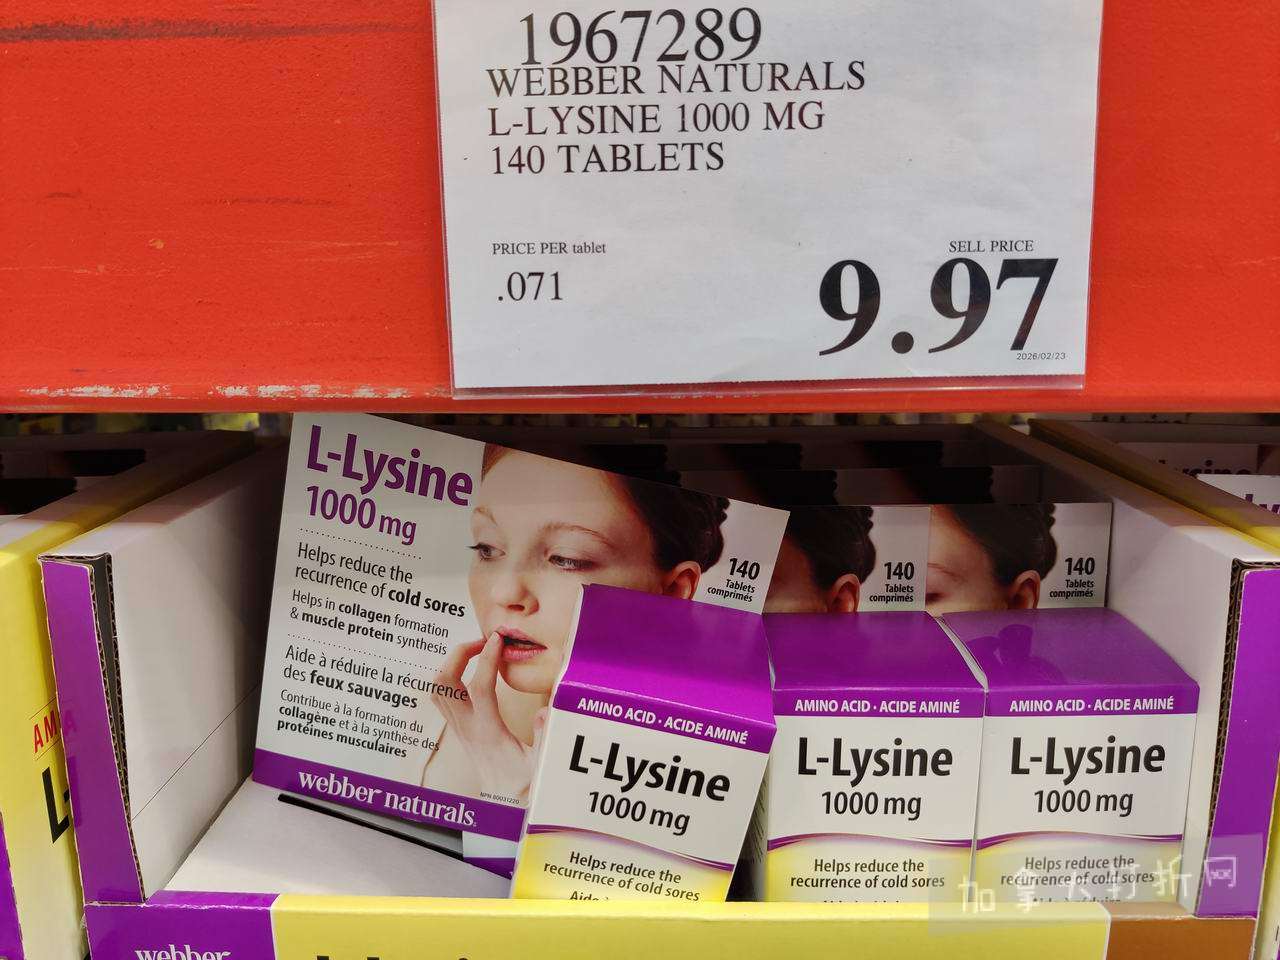 1967289
WEBBER NATURALS
L-LYSINE 1000 MG
140 TABLETS
PRICE PER tablet
.071
SELL PRICE
9.97
2026/02/23
L-Lysine
1000 mg
Helps reduce the
recurrence of cold sores
Helps in collagen formation
& muscle protein synthesis
Aide à réduire la récurrence
des feux sauvages
Contribue à la formation du
collagène et à la synthèse des
protéines musculaires
webber naturals.
NPN 80031220
140
Tablets
comprimés
140
Tablets
comprimés
140
Tablets
comprimés
AMINO ACID · ACIDE AMINÉ
L-Lysine
1000 mg
Helps reduce the
recurrence of cold sores
AMINO ACID · ACIDE AMINÉ
L-Lysine
1000 mg
Helps reduce the
recurrence of cold sores
AMINO ACID · ACIDE AMINÉ
L-Lysine
1000 mg
Helps reduce the
recurrence of cold sores
webber
L-Lysine
加拿大打折网